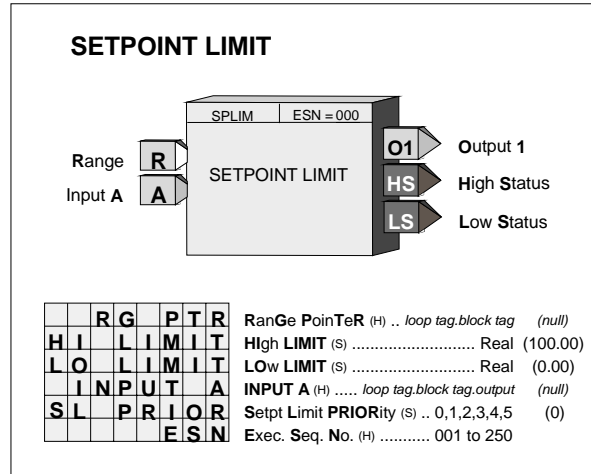 SETPOINT LIMIT
SPLIM ESN = 000
Range R SETPOINT LIMIT O1 Output 1
Input A A HS High Status
LS Low Status
RG PTR RanGe PoinTeR (H) .. loop tag.block tag (null)
HI LIMIT HIgh LIMIT (S) ........................... Real (100.00)
LO LIMIT LOw LIMIT (S) ............................ Real (0.00)
INPUT A INPUT A (H) ..... loop tag.block tag.output (null)
SL PRIOR Setpt Limit PRIORity (S) .. 0,1,2,3,4,5 (0)
ESN Exec. Seq. No. (H) ........... 001 to 250